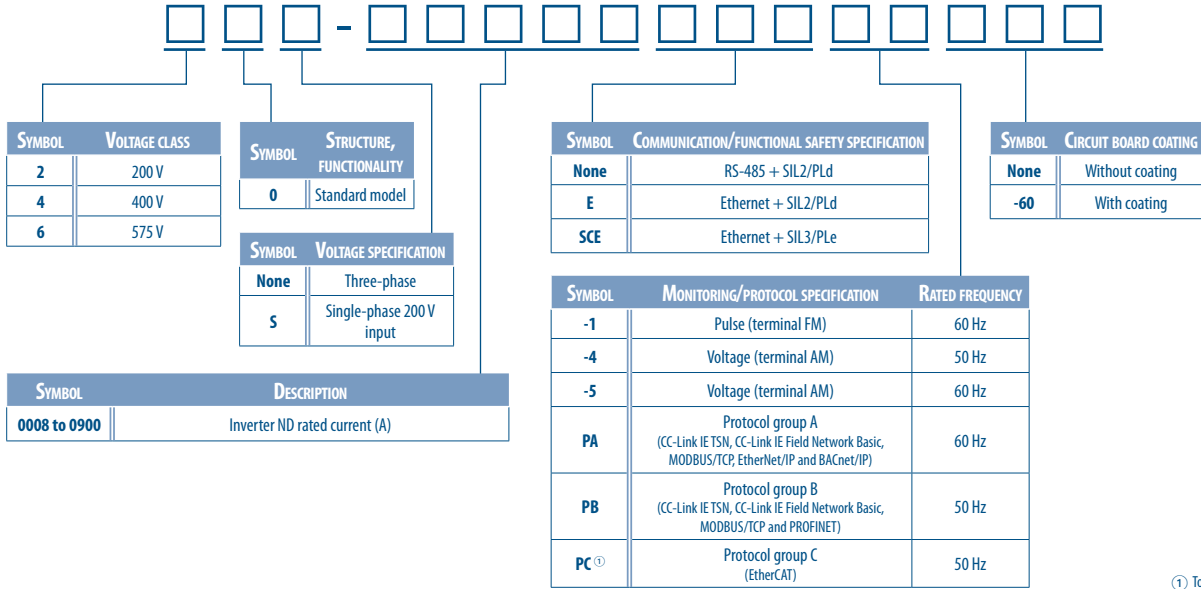 -
SYMBOL VOLTAGE CLASS
2 200 V
4 400 V
6 575 V
SYMBOL STRUCTURE,
FUNCTIONALITY
0 Standard model
SYMBOL VOLTAGE SPECIFICATION
None Three-phase
S Single-phase 200 V
input
SYMBOL DESCRIPTION
0008 to 0900 Inverter ND rated current (A)
SYMBOL COMMUNICATION/FUNCTIONAL SAFETY SPECIFICATION
None RS-485 + SIL2/PLd
E Ethernet + SIL2/PLd
SCE Ethernet + SIL3/PLe
SYMBOL MONITORING/PROTOCOL SPECIFICATION RATED FREQUENCY
-1 Pulse (terminal FM) 60 Hz
-4 Voltage (terminal AM) 50 Hz
-5 Voltage (terminal AM) 60 Hz
PA Protocol group A 60 Hz
(CC-Link IE TSN, CC-Link IE Field Network Basic,
MODBUS/TCP, EtherNet/IP and BACnet/IP)
PB Protocol group B 50 Hz
(CC-Link IE TSN, CC-Link IE Field Network Basic,
MODBUS/TCP and PROFINET)
PC ① Protocol group C 50 Hz
(EtherCAT)
SYMBOL CIRCUIT BOARD COATING
None Without coating
-60 With coating
① To